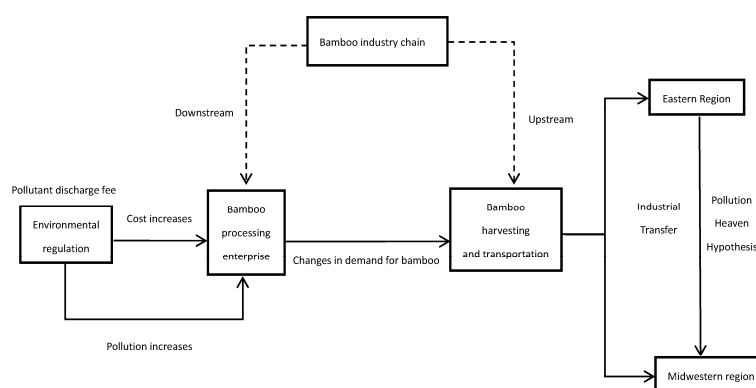 Bamboo industry chain
Downstream
Upstream
Eastern Region
Pollutant discharge fee
Environmental
regulation
Cost increases
Bamboo
processing
enterprise
Changes in demand for bamboo
Bamboo
harvesting
and transportation
Industrial
Transfer
Pollution
Heaven
Hypothesis
Pollution increases
Midwestern region